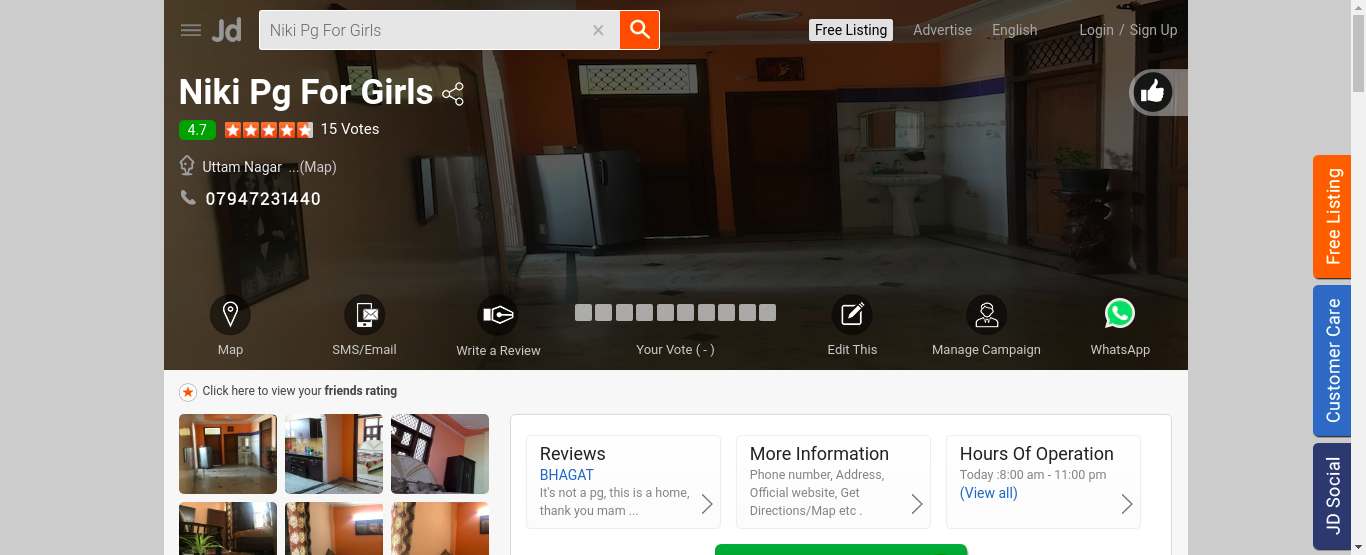 Jd
Niki Pg For Girls ×
Free Listing
Advertise
English
Login / Sign Up
Niki Pg For Girls
4.7 15 Votes
Uttam Nagar ...(Map)
07947231440
Map
SMS/Email
Write a Review
Your Vote ( - )
Edit This
Manage Campaign
WhatsApp
Click here to view your friends rating
Reviews
BHAGAT
It's not a pg, this is a home,
thank you mam ...
More Information
Phone number, Address,
Official website, Get
Directions/Map etc .
Hours Of Operation
Today :8:00 am - 11:00 pm
(View all)
Free Listing
Customer Care
JD Social